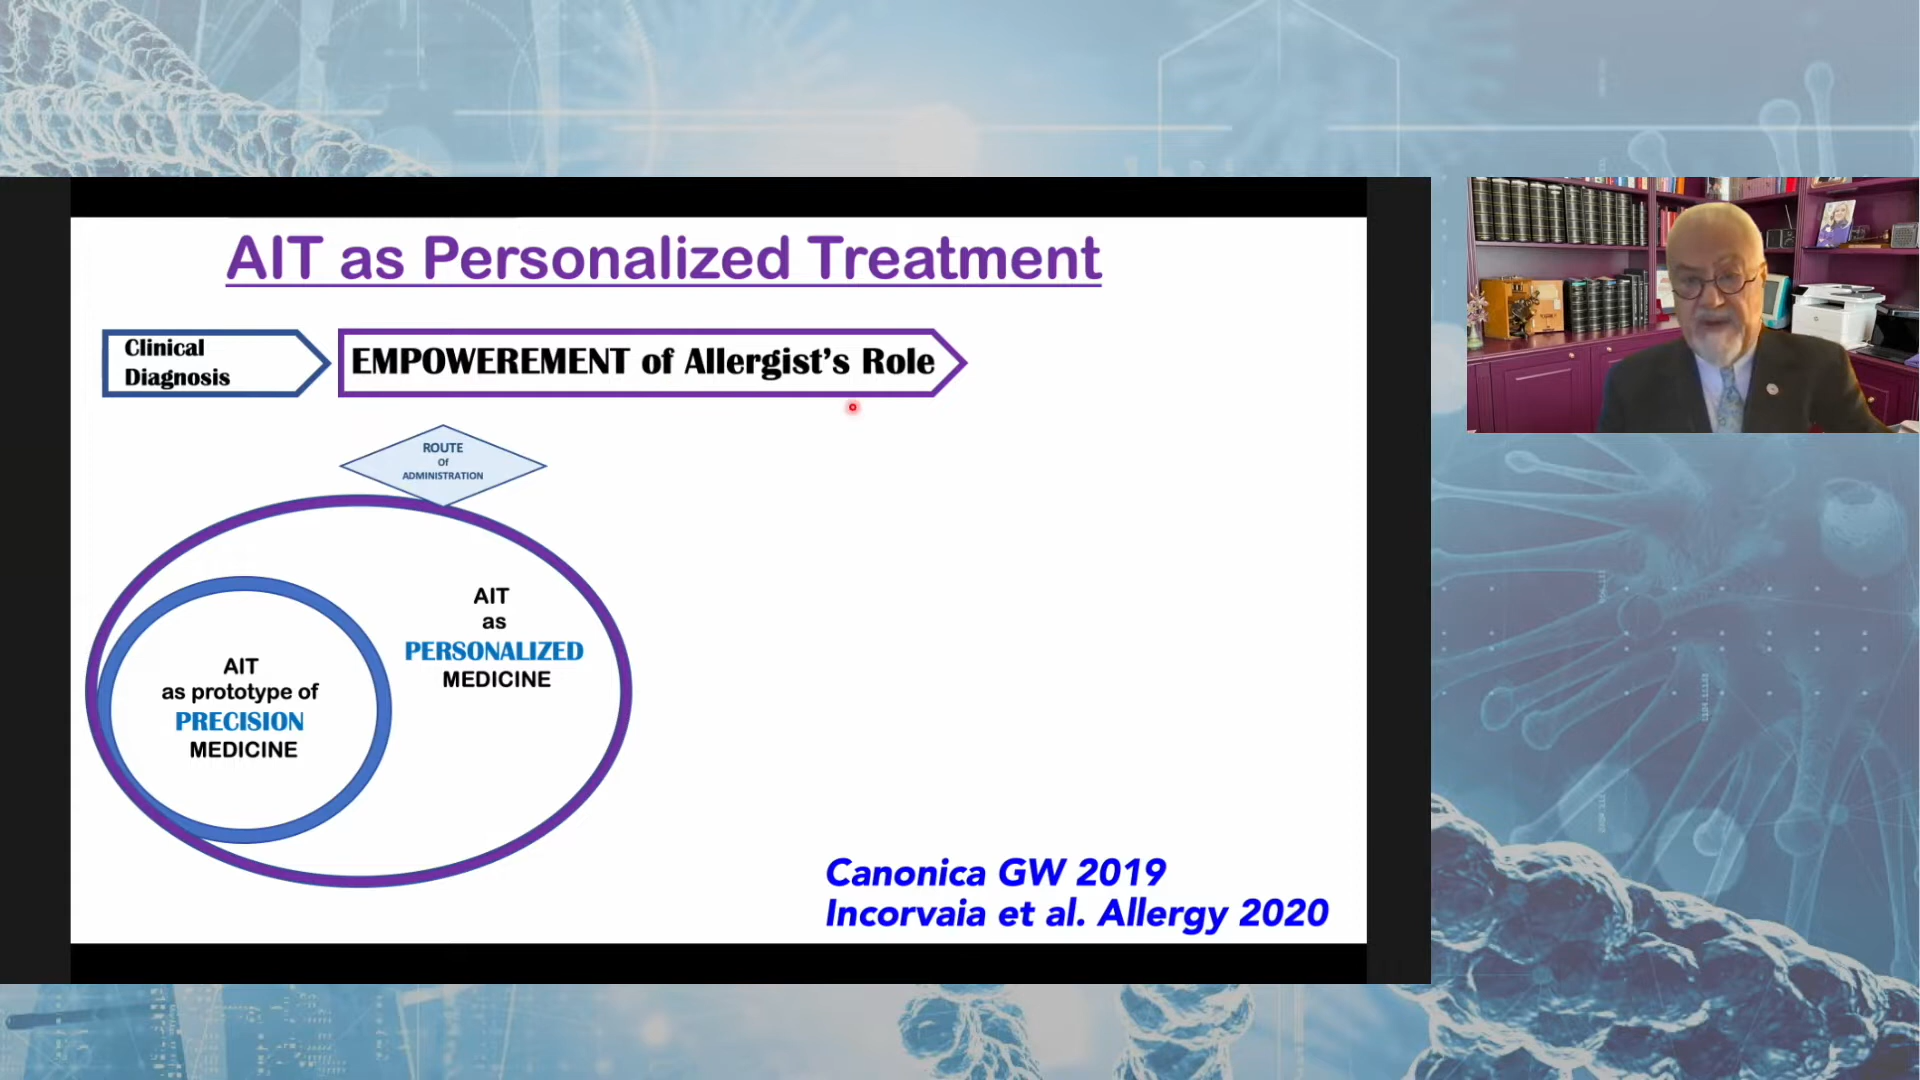 AIT as Personalized Treatment
Clinical
Diagnosis
EMPOWEREMENT of Allergist's Role
ROUTE
Of
ADMINISTRATION
AIT
as
PERSONALIZED
MEDICINE
AIT
as prototype of
PRECISION
MEDICINE
Canonica GW 2019
Incorvaia et al. Allergy 2020